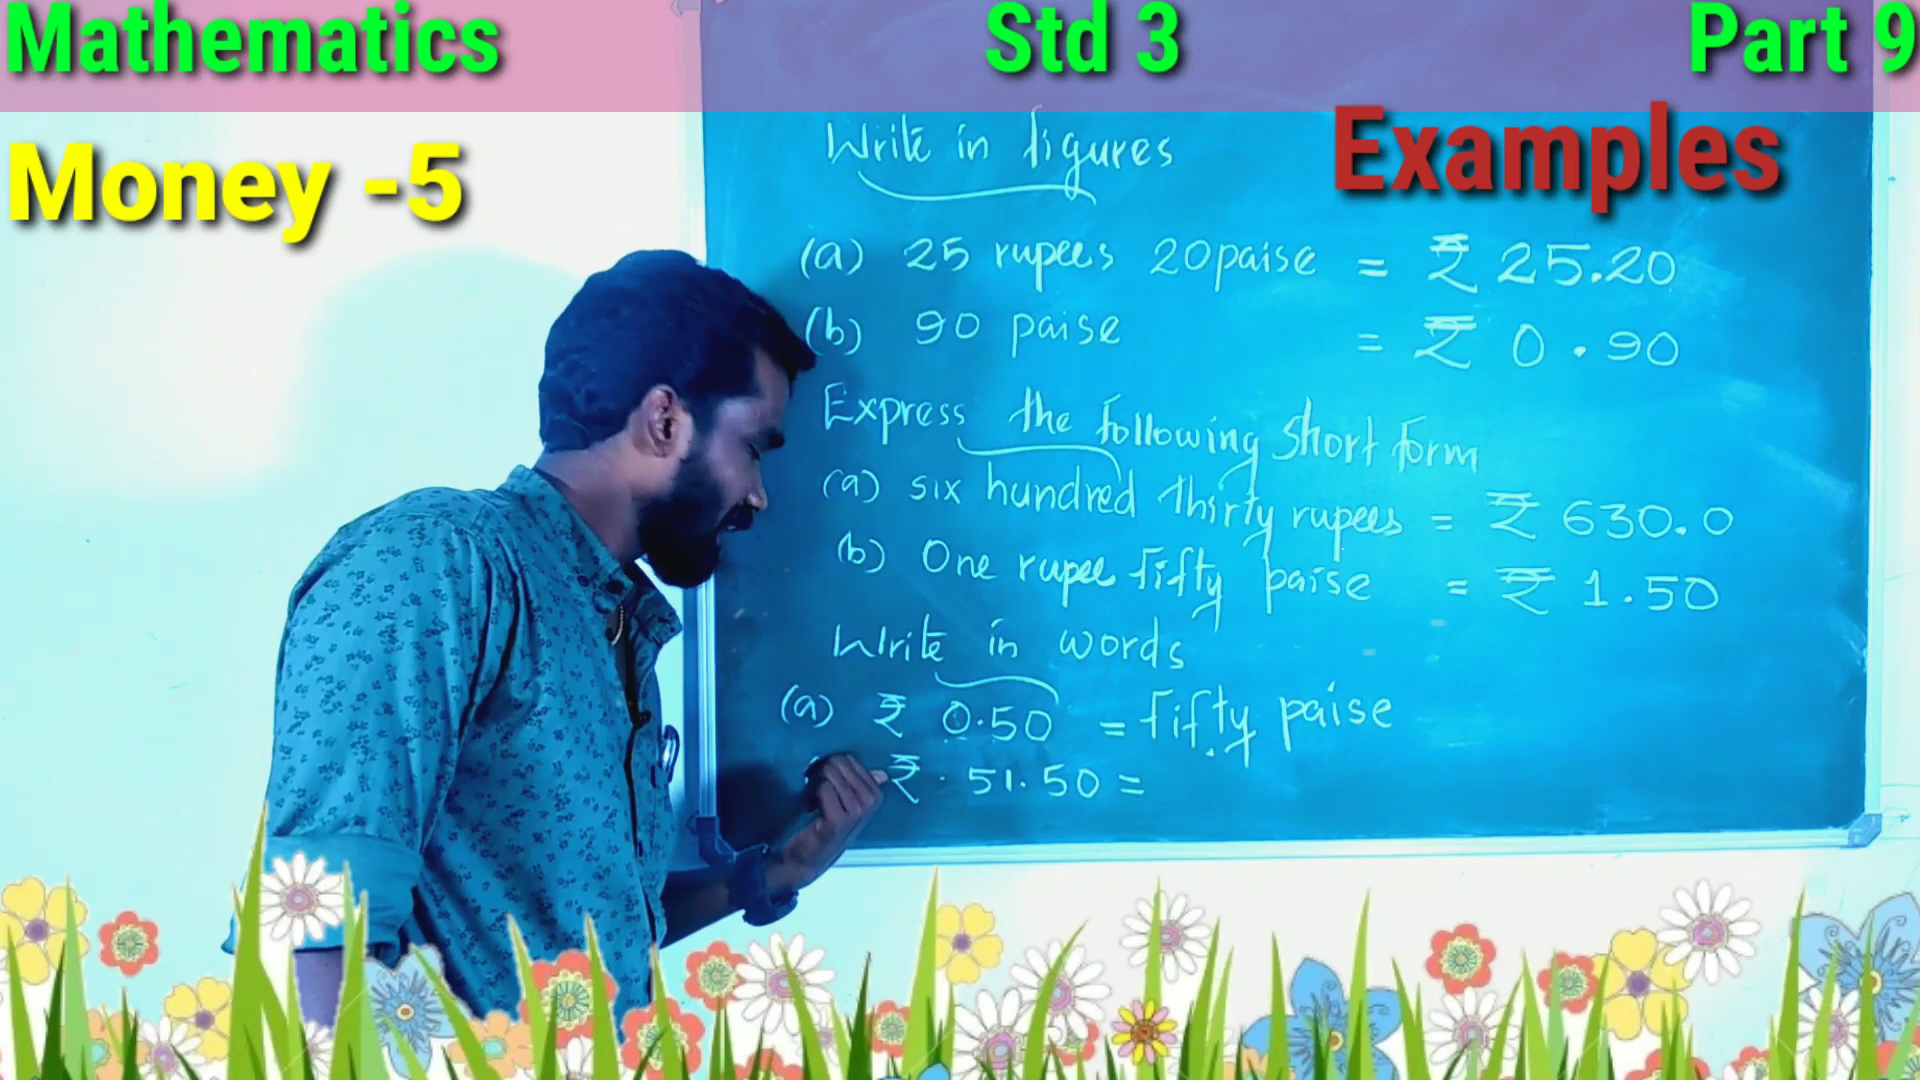 Mathematics Std 3 Part 9
Money -5 Examples
Write in figures
(a) 25 rupees 20 paise = ₹ 25.20
(b) 90 paise = ₹ 0.90
Express the following short form
(a) six hundred thirty rupees = ₹ 630.0
(b) One rupee fifty paise = ₹ 1.50
Write in words
(a) ₹ 0.50 = fifty paise
₹ . 51.50 =